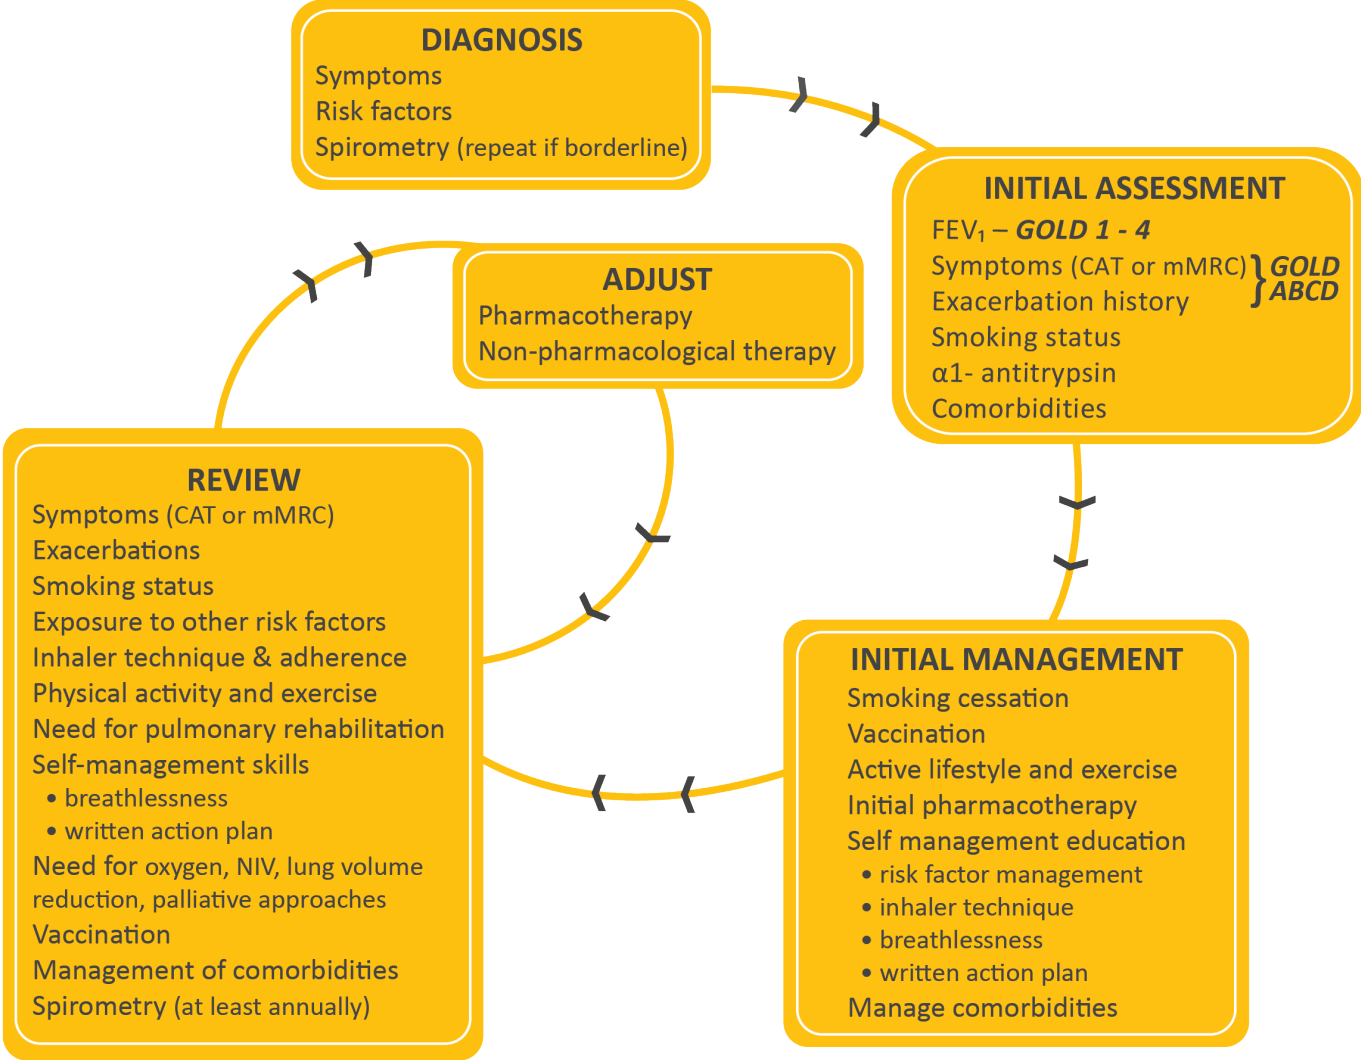 DIAGNOSIS
Symptoms
Risk factors
Spirometry (repeat if borderline)
INITIAL ASSESSMENT
FEV₁ – GOLD 1 - 4
Symptoms (CAT or mMRC)
Exacerbation history
} GOLD
ABCD
Smoking status
α1- antitrypsin
Comorbidities
INITIAL MANAGEMENT
Smoking cessation
Vaccination
Active lifestyle and exercise
Initial pharmacotherapy
Self management education
• risk factor management
• inhaler technique
• breathlessness
• written action plan
Manage comorbidities
REVIEW
Symptoms (CAT or mMRC)
Exacerbations
Smoking status
Exposure to other risk factors
Inhaler technique & adherence
Physical activity and exercise
Need for pulmonary rehabilitation
Self-management skills
• breathlessness
• written action plan
Need for oxygen, NIV, lung volume
reduction, palliative approaches
Vaccination
Management of comorbidities
Spirometry (at least annually)
ADJUST
Pharmacotherapy
Non-pharmacological therapy